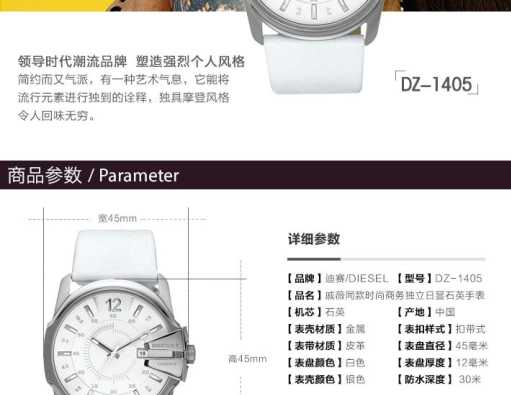 领导时代潮流品牌 塑造强烈个人风格
简约而又气派，有一种艺术气息，它能将
流行元素进行独到的诠释，独具摩登风格
令人回味无穷。
「DZ-1405」
商品参数 / Parameter
宽45mm
详细参数
【品牌】迪赛/DIESEL 【型号】DZ-1405
【品名】戚薇同款时尚商务独立日显石英手表
【机芯】石英 【产地】中国
【表壳材质】金属 【表扣样式】扣带式
【表带材质】皮革 【表盘直径】45毫米
【表盘颜色】白色 【表盘厚度】12毫米
【表壳颜色】银色 【防水深度】30米
高45mm
12